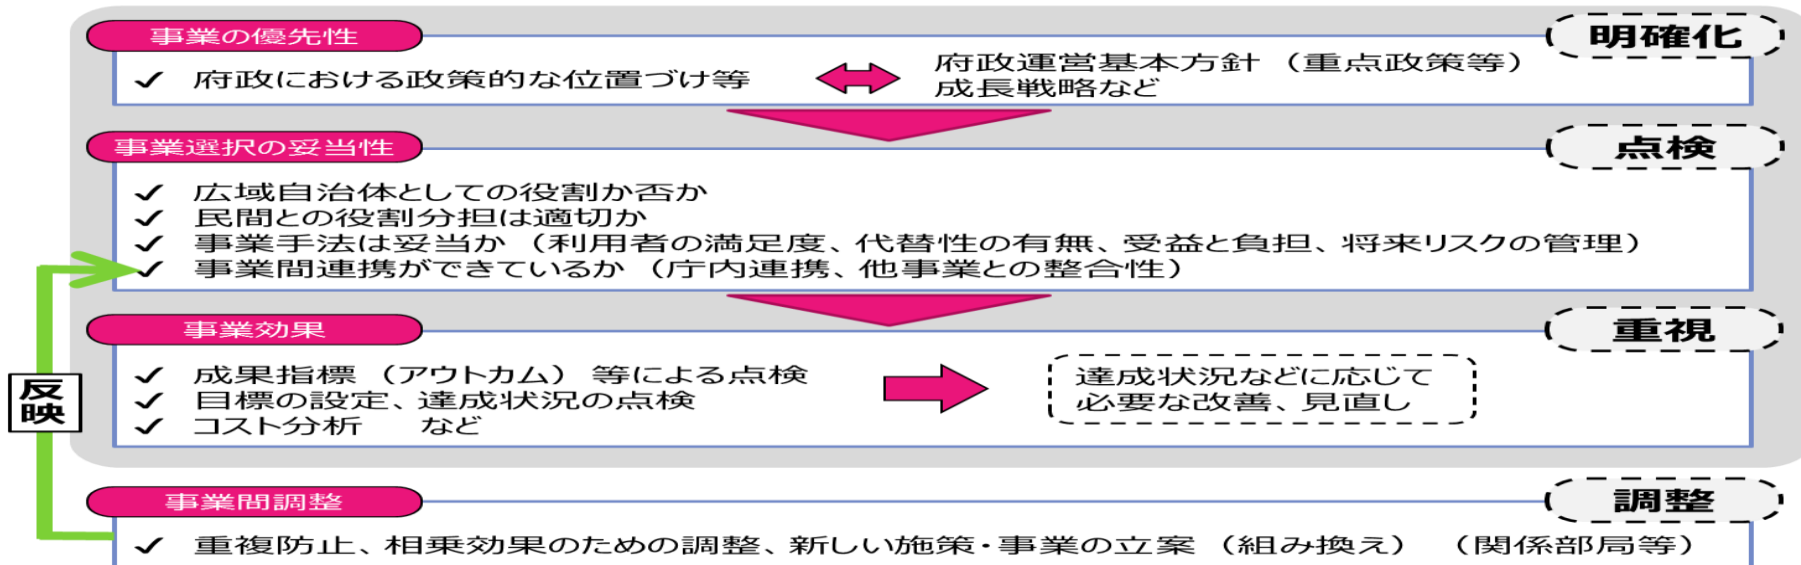 事業の優先性
明確化
✓ 府政における政策的な位置づけ等
府政運営基本方針（重点政策等）
成長戦略など
事業選択の妥当性
点検
✓ 広域自治体としての役割か否か
✓ 民間との役割分担は適切か
✓ 事業手法は妥当か（利用者の満足度、代替性の有無、受益と負担、将来リスクの管理）
✓ 事業間連携ができているか（庁内連携、他事業との整合性）
事業効果
重視
✓ 成果指標（アウトカム）等による点検
✓ 目標の設定、達成状況の点検
✓ コスト分析　など
達成状況などに応じて
必要な改善、見直し
反映
事業間調整
調整
✓ 重複防止、相乗効果のための調整、新しい施策・事業の立案（組み換え）（関係部局等）